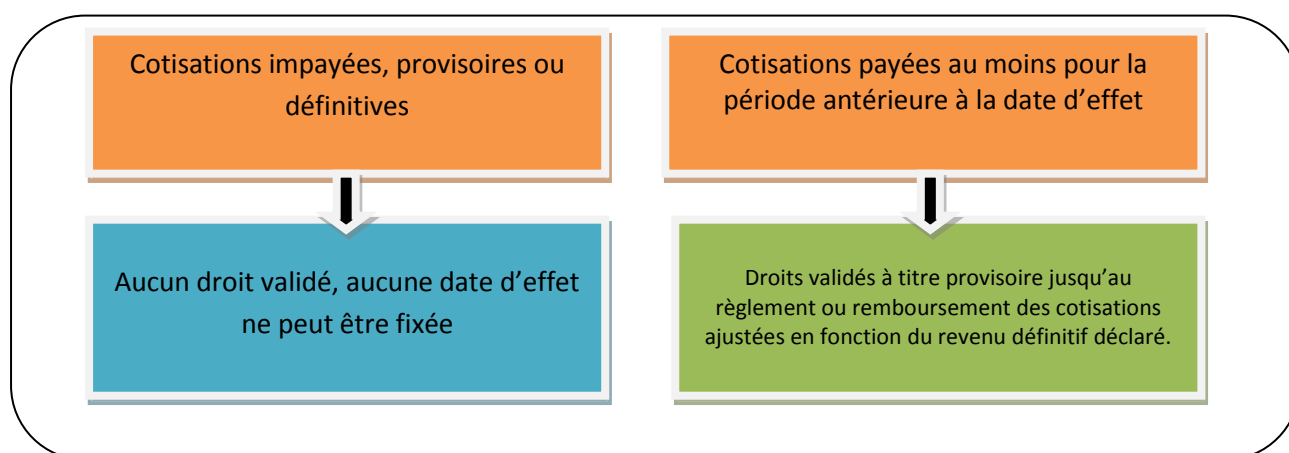 Cotisations impayées, provisoires ou
définitives
Cotisations payées au moins pour la
période antérieure à la date d’effet
Aucun droit validé, aucune date d’effet
ne peut être fixée
Droits validés à titre provisoire jusqu’au
règlement ou remboursement des cotisations
ajustées en fonction du revenu définitif déclaré.